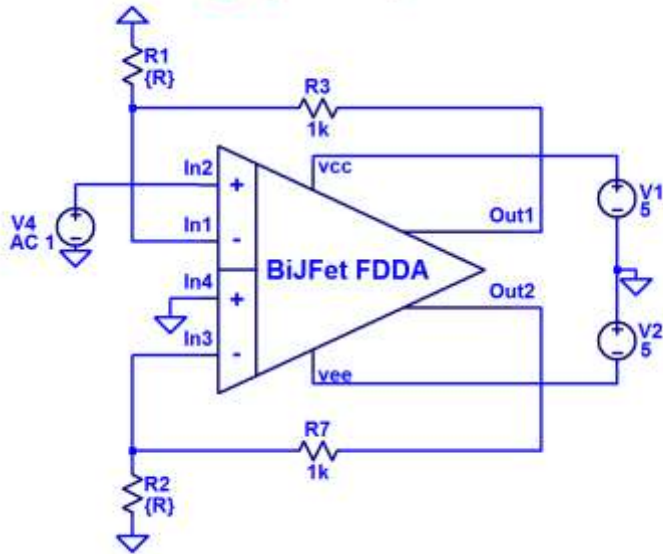 R1
{R}
R3
1k
In2
+
vcc
V4
AC 1
+
-
In1
-
Out1
V1
5
+
-
In4
+
BiJFet FDDA
Out2
In3
-
V2
5
+
-
vee
R7
1k
R2
{R}